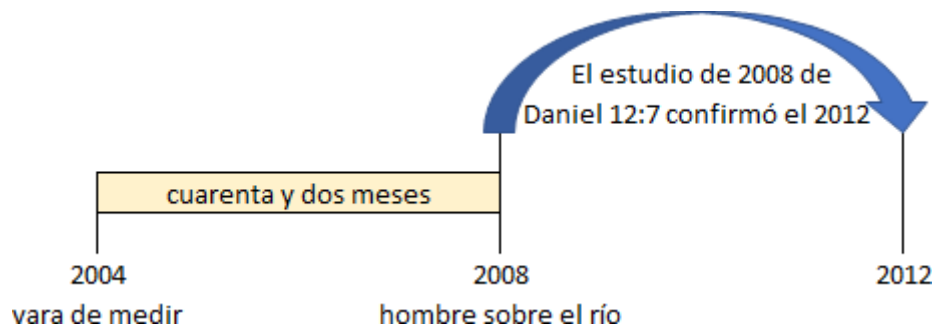 El estudio de 2008 de
Daniel 12:7 confirmó el 2012
cuarenta y dos meses
2004
2008
2012
vara de medir
hombre sobre el río